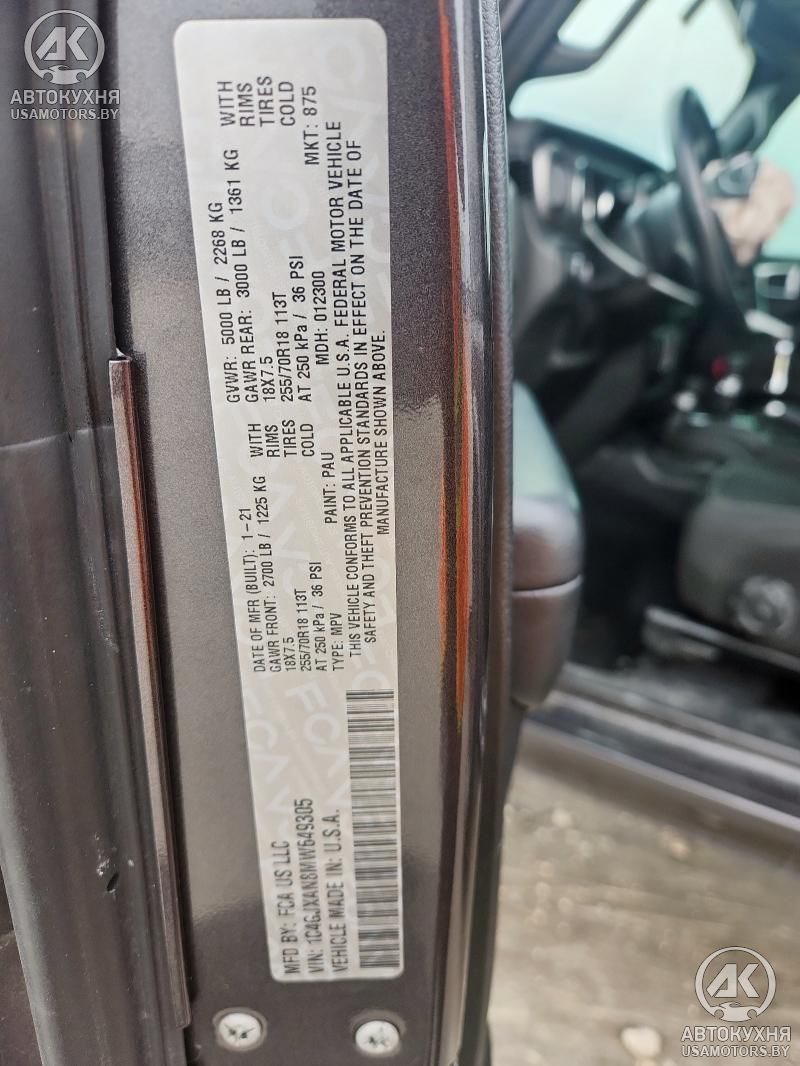 MFD BY: FCA US LLC
DATE OF MFR (BUILT): 1-21
GVWR: 5000 LB / 2268 KG
GAWR FRONT: 2700 LB / 1225 KG WITH
GAWR REAR: 3000 LB / 1361 KG WITH
18X7.5 RIMS
18X7.5 RIMS
255/70R18 113T TIRES
255/70R18 113T TIRES
AT 250 kPa / 36 PSI COLD
AT 250 kPa / 36 PSI COLD
VIN: 1C4GJXAN8MW649305
TYPE: MPV PAINT: PAU MDH: 012300 MKT: 875
VEHICLE MADE IN: U.S.A.
THIS VEHICLE CONFORMS TO ALL APPLICABLE U.S.A. FEDERAL MOTOR VEHICLE
SAFETY AND THEFT PREVENTION STANDARDS IN EFFECT ON THE DATE OF
MANUFACTURE SHOWN ABOVE.
AK
АВТОКУХНЯ
USAMOTORS.BY
AK
АВТОКУХНЯ
USAMOTORS.BY